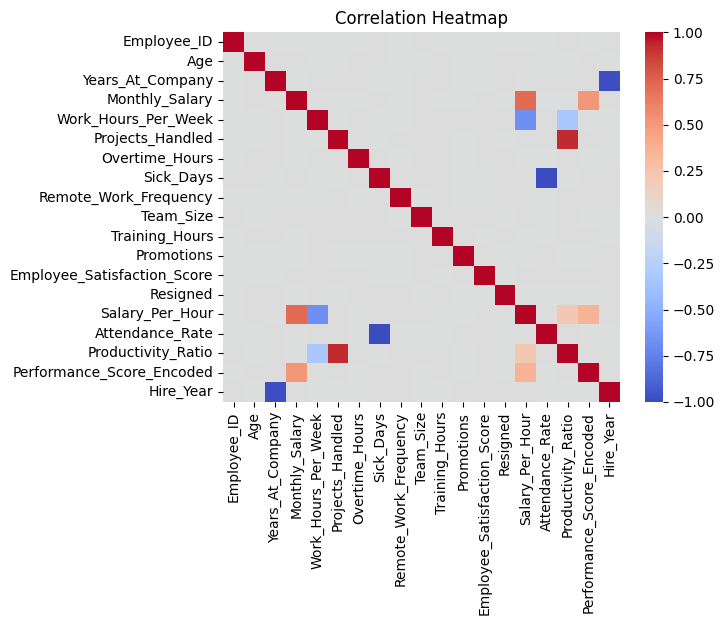 Correlation Heatmap
Employee_ID
Age
Years_At_Company
Monthly_Salary
Work_Hours_Per_Week
Projects_Handled
Overtime_Hours
Sick_Days
Remote_Work_Frequency
Team_Size
Training_Hours
Promotions
Employee_Satisfaction_Score
Resigned
Salary_Per_Hour
Attendance_Rate
Productivity_Ratio
Performance_Score_Encoded
Hire_Year
Employee_ID
Age
Years_At_Company
Monthly_Salary
Work_Hours_Per_Week
Projects_Handled
Overtime_Hours
Sick_Days
Remote_Work_Frequency
Team_Size
Training_Hours
Promotions
Employee_Satisfaction_Score
Resigned
Salary_Per_Hour
Attendance_Rate
Productivity_Ratio
Performance_Score_Encoded
Hire_Year
1.00
0.75
0.50
0.25
0.00
−0.25
−0.50
−0.75
−1.00